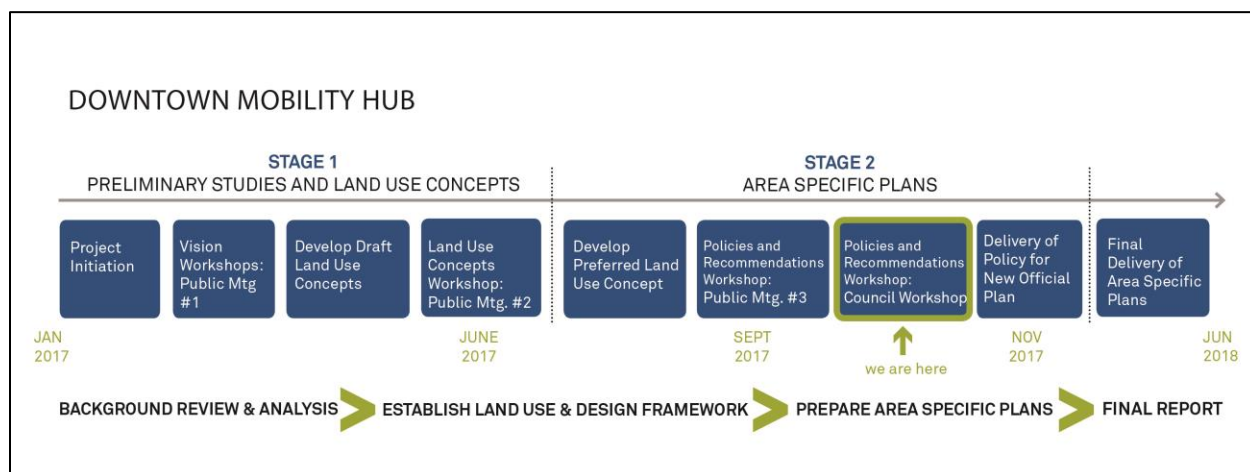 DOWNTOWN MOBILITY HUB
STAGE 1
PRELIMINARY STUDIES AND LAND USE CONCEPTS
STAGE 2
AREA SPECIFIC PLANS
Project
Initiation
Vision
Workshops:
Public Mtg
#1
Develop Draft
Land Use
Concepts
Land Use
Concepts
Workshop:
Public Mtg. #2
Develop
Preferred Land
Use Concept
Policies and
Recommendations
Workshop:
Public Mtg. #3
Policies and
Recommendations
Workshop:
Council Workshop
Delivery of
Policy for
New Official
Plan
Final
Delivery of
Area Specific
Plans
JAN
2017
JUNE
2017
SEPT
2017
we are here
NOV
2017
JUN
2018
BACKGROUND REVIEW & ANALYSIS
ESTABLISH LAND USE & DESIGN FRAMEWORK
PREPARE AREA SPECIFIC PLANS
FINAL REPORT